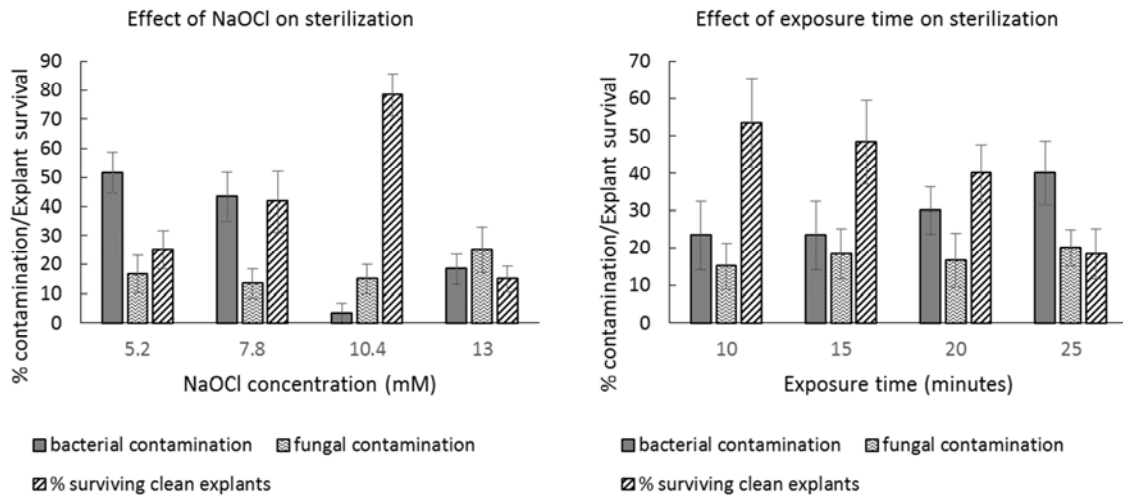 Effect of NaOCl on sterilization
% contamination/Explant survival
90
80
70
60
50
40
30
20
10
0
5.2 7.8 10.4 13
NaOCl concentration (mM)
bacterial contamination fungal contamination
% surviving clean explants
Effect of exposure time on sterilization
% contamination/Explant survival
70
60
50
40
30
20
10
0
10 15 20 25
Exposure time (minutes)
bacterial contamination fungal contamination
% surviving clean explants